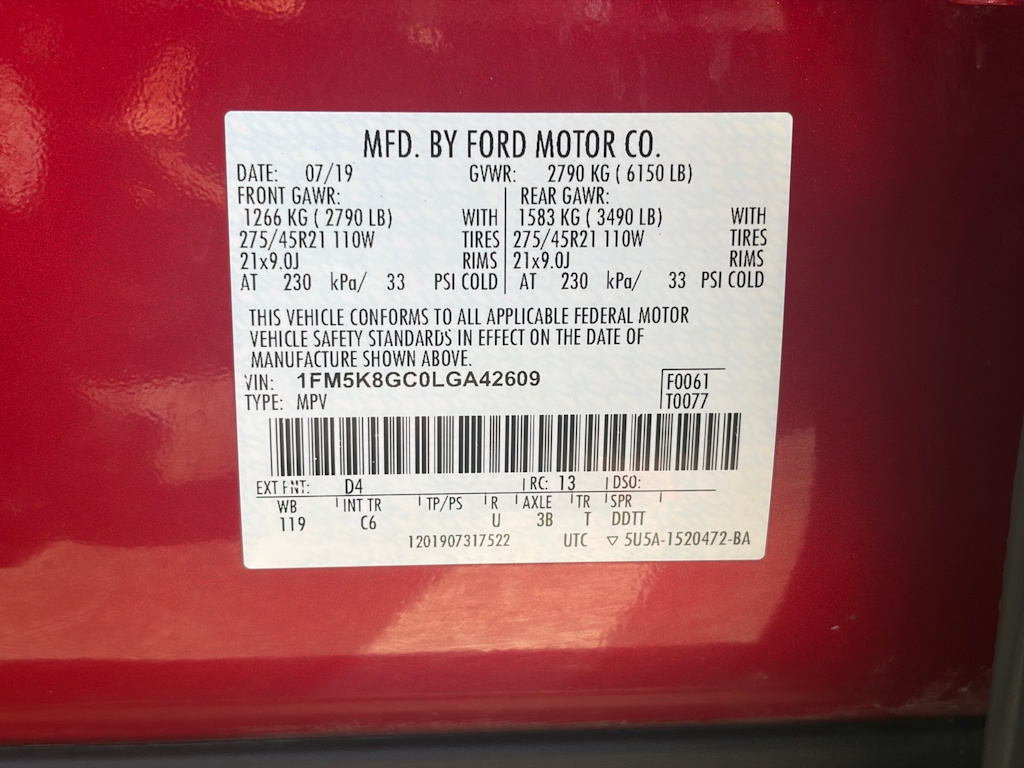 MFD. BY FORD MOTOR CO.
DATE: 07/19 GVWR: 2790 KG ( 6150 LB)
FRONT GAWR: REAR GAWR:
1266 KG ( 2790 LB) WITH 1583 KG ( 3490 LB) WITH
275/45R21 110W TIRES 275/45R21 110W TIRES
21x9.0J RIMS 21x9.0J RIMS
AT 230 kPa/ 33 PSI COLD AT 230 kPa/ 33 PSI COLD
THIS VEHICLE CONFORMS TO ALL APPLICABLE FEDERAL MOTOR
VEHICLE SAFETY STANDARDS IN EFFECT ON THE DATE OF
MANUFACTURE SHOWN ABOVE.
VIN: 1FM5K8GC0LGA42609 F0061
TYPE: MPV T0077
EXT PNT: D4 RC: 13 DSO:
WB INT TR TP/PS R AXLE TR SPR
119 C6 U 3B T DDTT
1201907317522 UTC ▽ 5U5A-1520472-BA